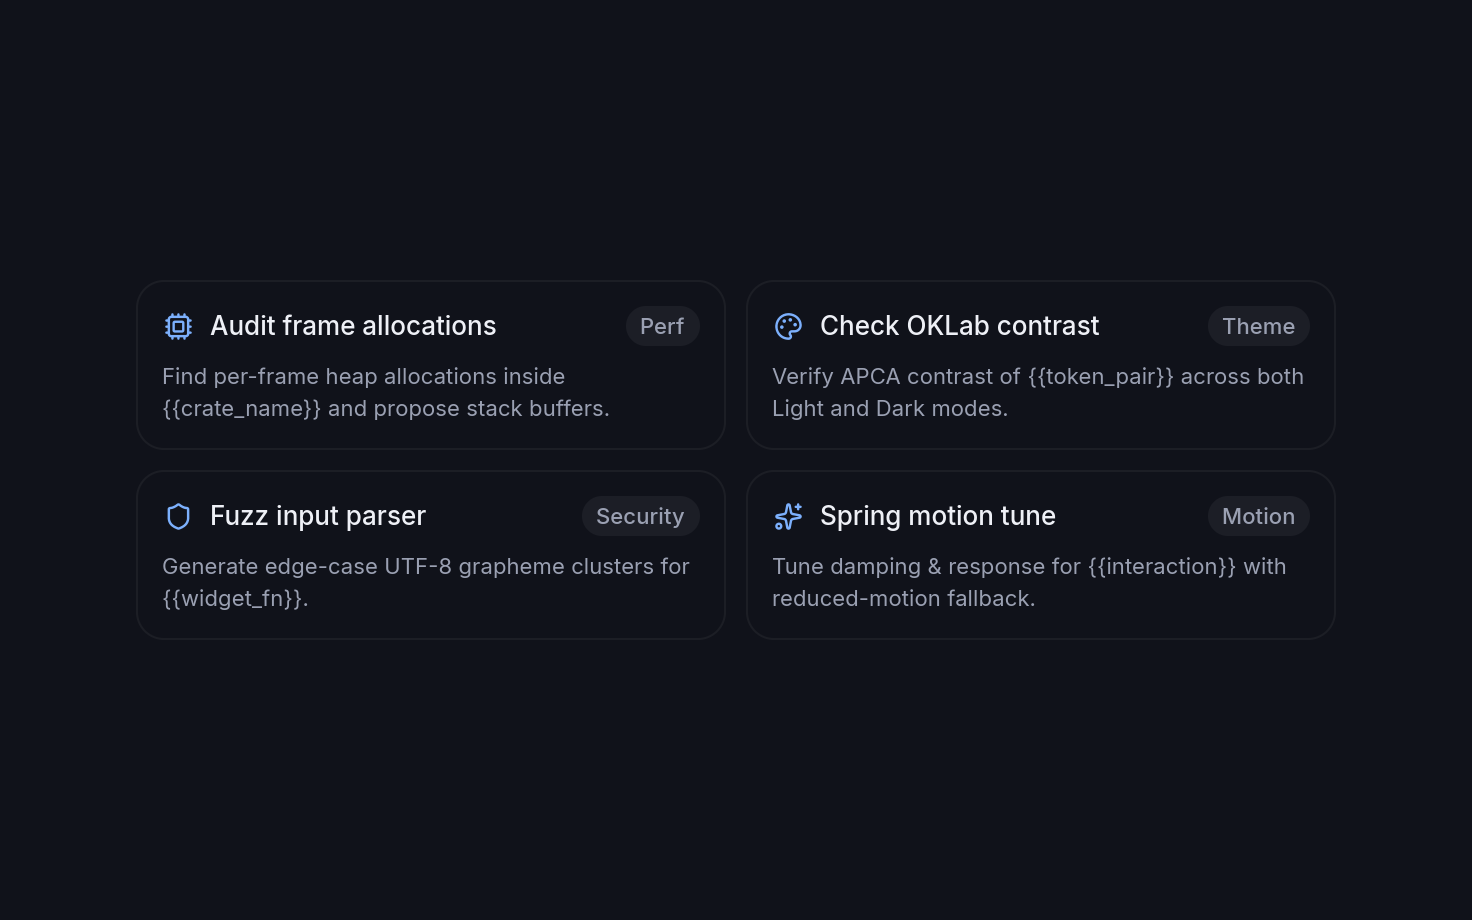 Audit frame allocations
Perf
Find per-frame heap allocations inside
{{crate_name}} and propose stack buffers.
Check OKLab contrast
Theme
Verify APCA contrast of {{token_pair}} across both
Light and Dark modes.
Fuzz input parser
Security
Generate edge-case UTF-8 grapheme clusters for
{{widget_fn}}.
Spring motion tune
Motion
Tune damping & response for {{interaction}} with
reduced-motion fallback.